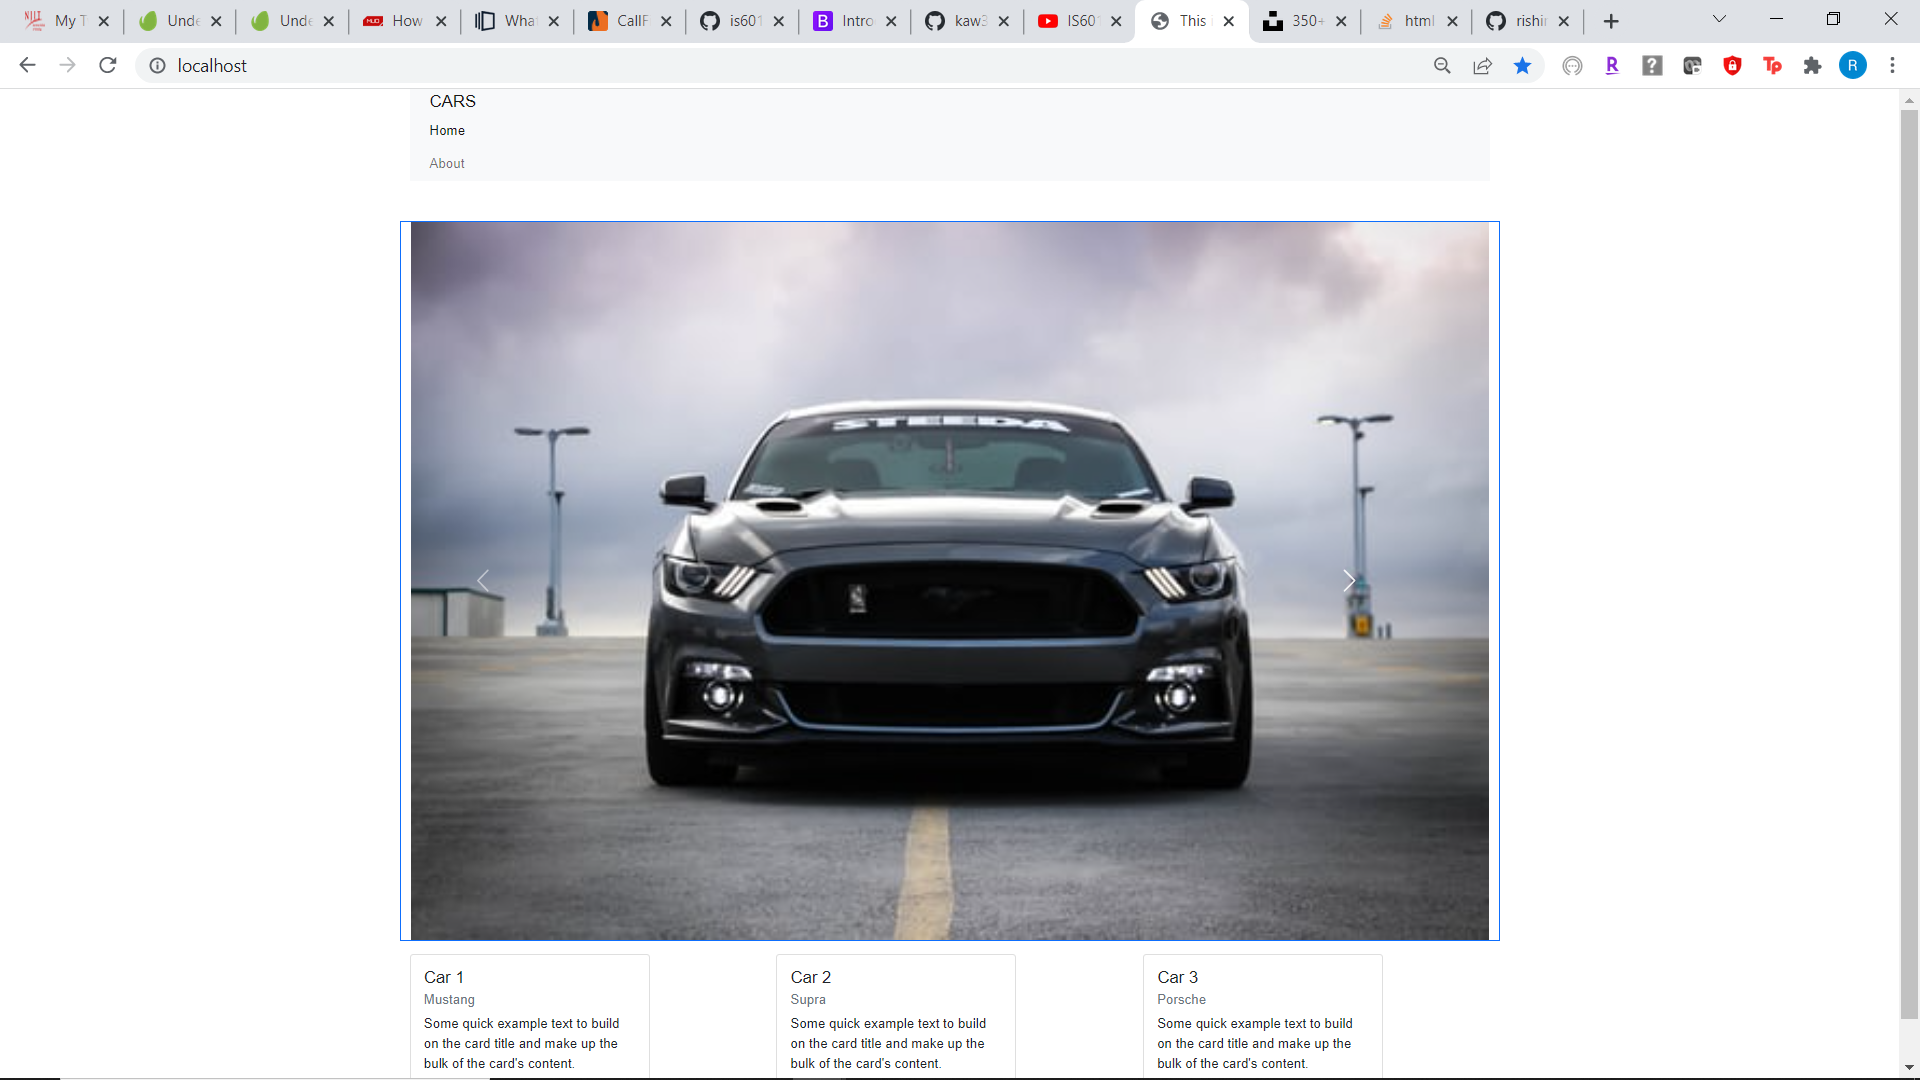 My T
Unde
Unde
How
What
CallF
is601
Intro
kaw3
IS601
This i
350+
html
rishin
localhost
R
CARS
Home
About
STEEDA
Car 1
Mustang
Some quick example text to build
on the card title and make up the
bulk of the card's content.
Car 2
Supra
Some quick example text to build
on the card title and make up the
bulk of the card's content.
Car 3
Porsche
Some quick example text to build
on the card title and make up the
bulk of the card's content.